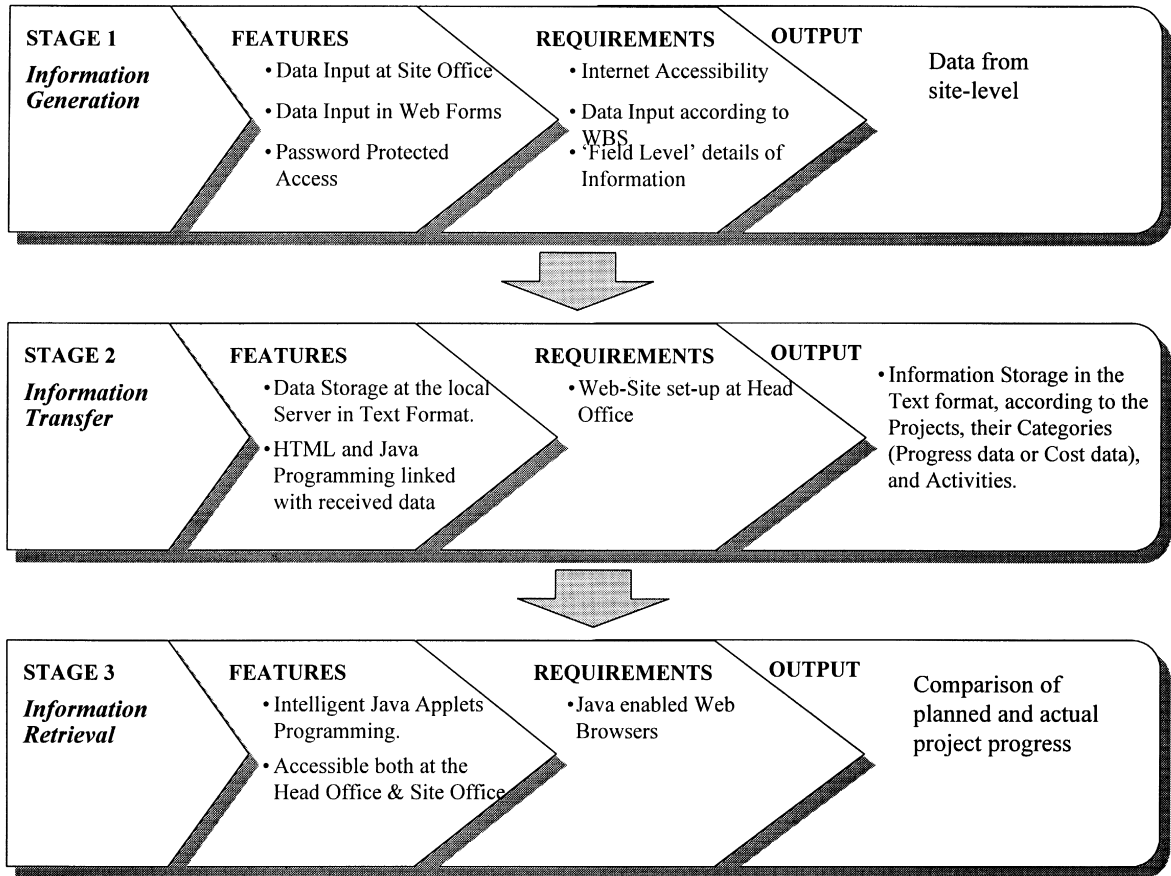 STAGE 1
Information
Generation
FEATURES
• Data Input at Site Office
• Data Input in Web Forms
• Password Protected
Access
REQUIREMENTS
• Internet Accessibility
• Data Input according to
WBS
• ‘Field Level’ details of
Information
OUTPUT
Data from
site-level
STAGE 2
Information
Transfer
FEATURES
• Data Storage at the local
Server in Text Format.
• HTML and Java
Programming linked
with received data
REQUIREMENTS
• Web-Site set-up at Head
Office
OUTPUT
• Information Storage in the
Text format, according to the
Projects, their Categories
(Progress data or Cost data),
and Activities.
STAGE 3
Information
Retrieval
FEATURES
• Intelligent Java Applets
Programming.
• Accessible both at the
Head Office & Site Office
REQUIREMENTS
• Java enabled Web
Browsers
OUTPUT
Comparison of
planned and actual
project progress